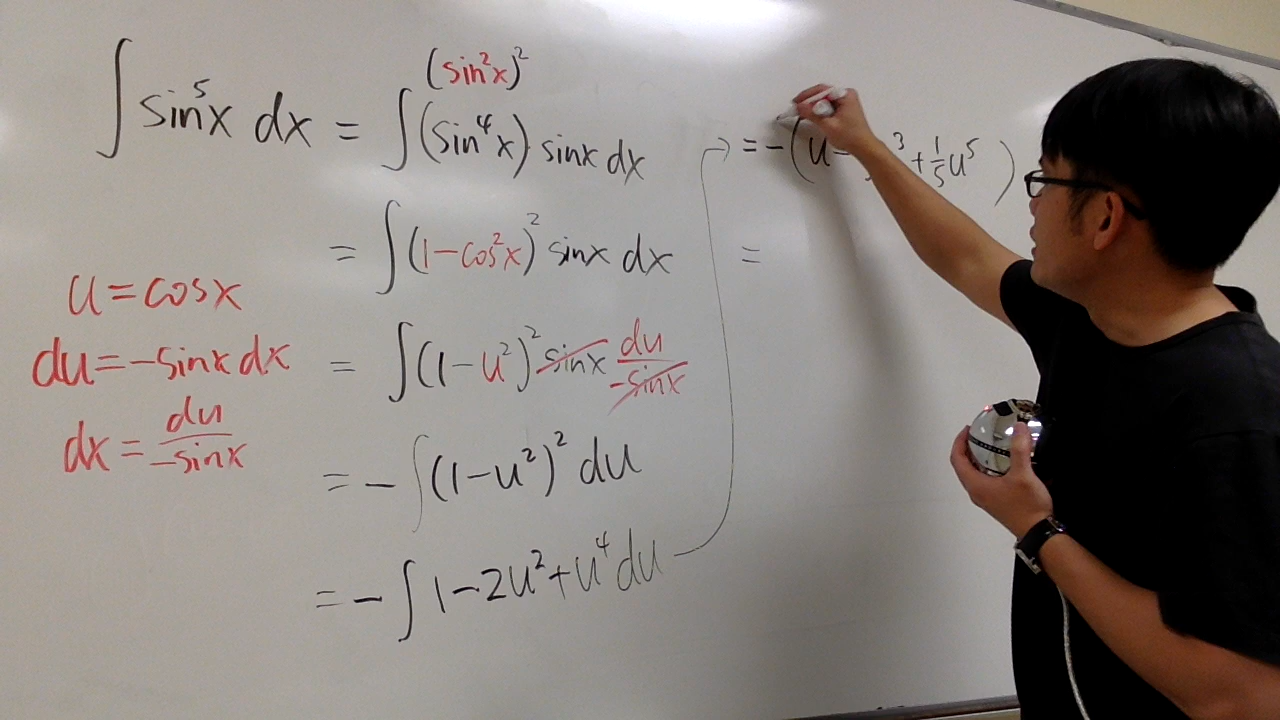 ∫ sin⁵x dx = ∫ (sin⁴x) sinx dx
(sin²x)²
= ∫ (1-cos²x)² sinx dx
= ∫ (1-u²)² sinx du/-sinx
= - ∫ (1-u²)² du
= - ∫ 1-2u²+u⁴ du
u=cosx
du=-sinx dx
dx = du/-sinx
= -(u - ³ + 1/5 u⁵)
=